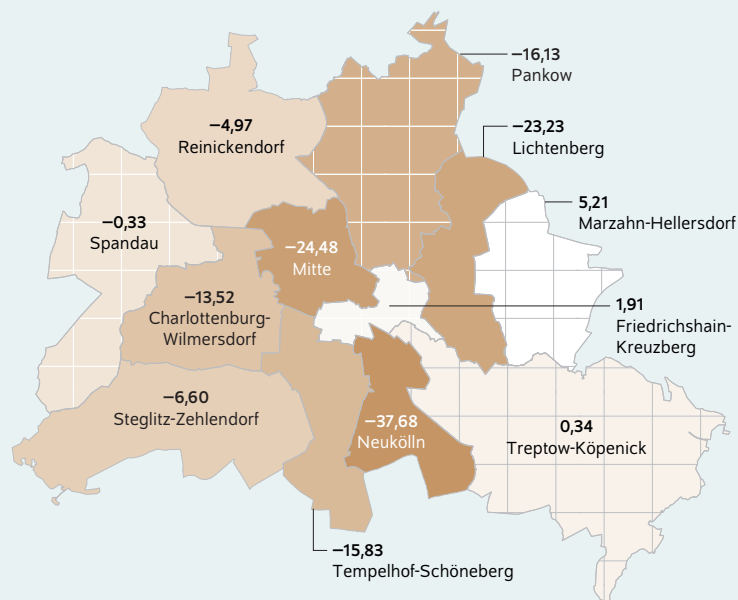 −16,13
Pankow
−23,23
Lichtenberg
−4,97
Reinickendorf
5,21
Marzahn-Hellersdorf
−0,33
Spandau
−24,48
Mitte
−13,52
Charlottenburg-
Wilmersdorf
1,91
Friedrichshain-
Kreuzberg
−6,60
Steglitz-Zehlendorf
−37,68
Neukölln
0,34
Treptow-Köpenick
−15,83
Tempelhof-Schöneberg